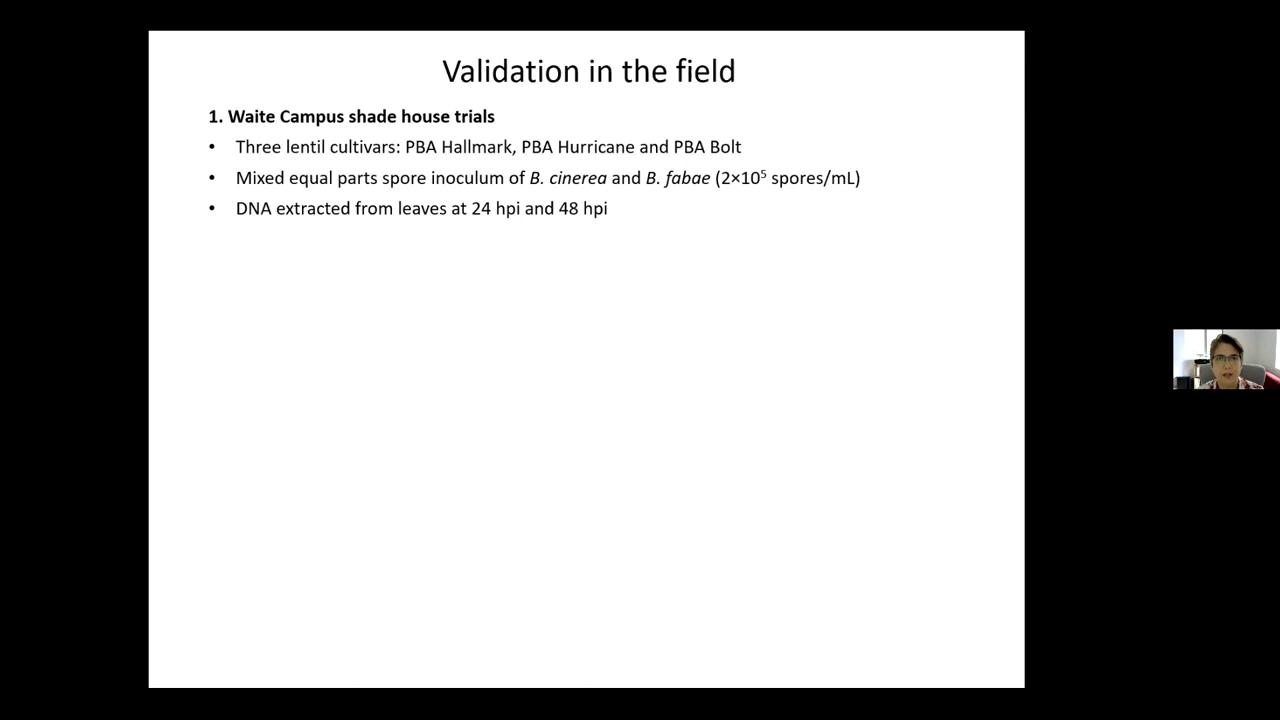 Validation in the field
1. Waite Campus shade house trials
• Three lentil cultivars: PBA Hallmark, PBA Hurricane and PBA Bolt
• Mixed equal parts spore inoculum of B. cinerea and B. fabae (2×10⁵ spores/mL)
• DNA extracted from leaves at 24 hpi and 48 hpi